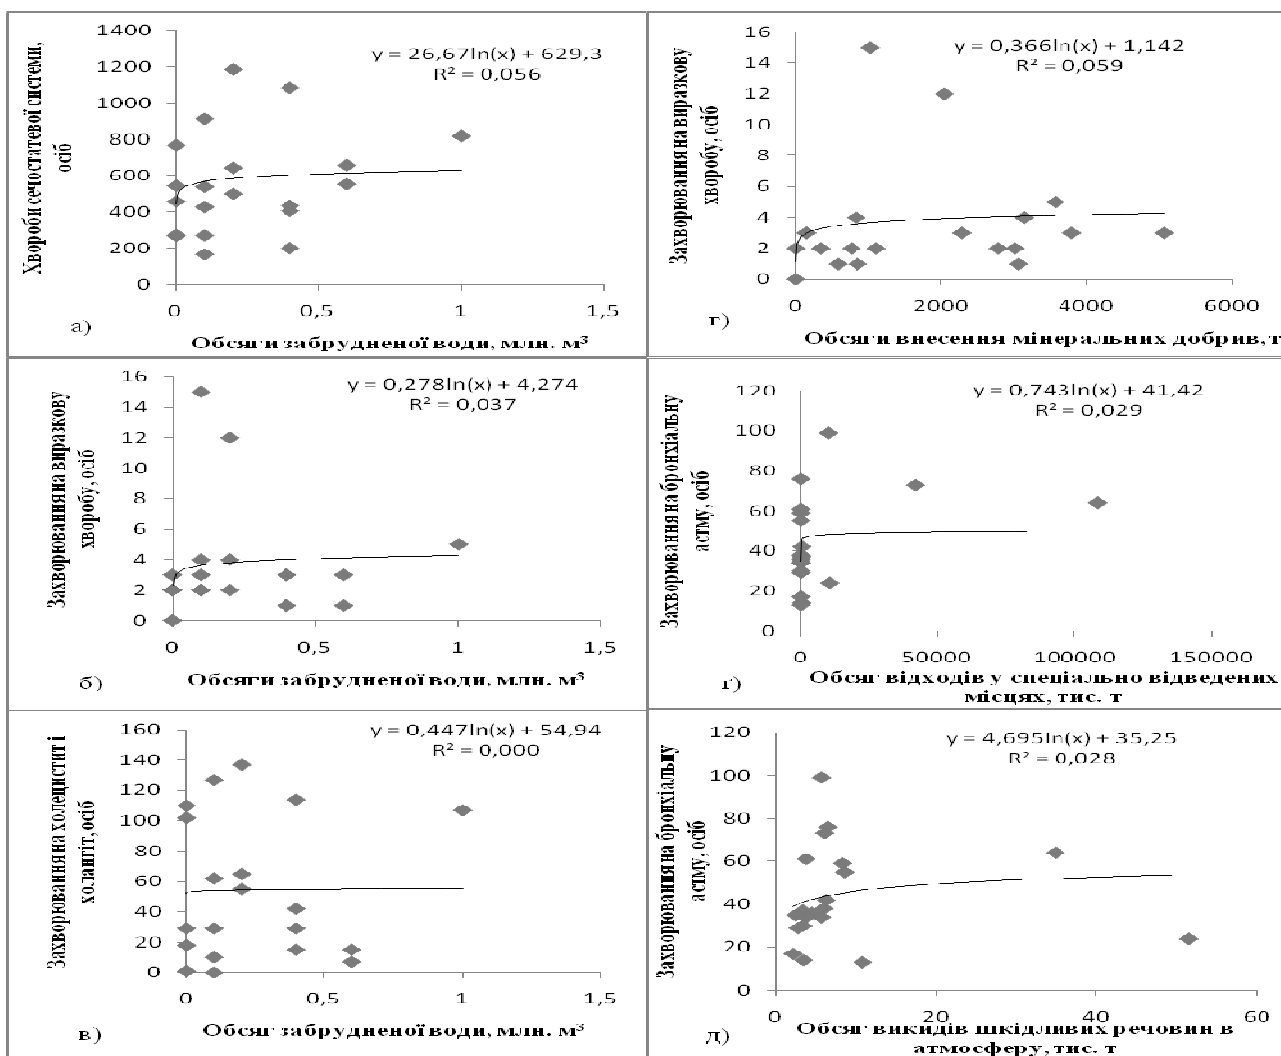 1400
1200
1000
800
600
400
200
0
0
0,5
1
1,5
y = 26,67ln(x) + 629,3
R² = 0,056
Хвороби сечостатевої системи,
осіб
Обсяги забрудненої води, млн. м³
а)
16
14
12
10
8
6
4
2
0
0
2000
4000
6000
y = 0,366ln(x) + 1,142
R² = 0,059
Захворювання на виразкову
хворобу, осіб
Обсяги внесення мінеральних добрив, т
г)
16
14
12
10
8
6
4
2
0
0
0,5
1
1,5
y = 0,278ln(x) + 4,274
R² = 0,037
Захворювання на виразкову
хворобу, осіб
Обсяги забрудненої води, млн. м³
б)
120
100
80
60
40
20
0
0
50000
100000
150000
y = 0,743ln(x) + 41,42
R² = 0,029
Захворювання на бронхіальну
астму, осіб
Обсяг відходів у спеціально відведених
місцях, тис. т
ґ)
160
140
120
100
80
60
40
20
0
0
0,5
1
1,5
y = 0,447ln(x) + 54,94
R² = 0,000
Захворювання на холецистит і
холангіт, осіб
Обсяг забрудненої води, млн. м³
в)
120
100
80
60
40
20
0
0
20
40
60
y = 4,695ln(x) + 35,25
R² = 0,028
Захворювання на бронхіальну
астму, осіб
Обсяг викидів шкідливих речовин в
атмосферу, тис. т
д)